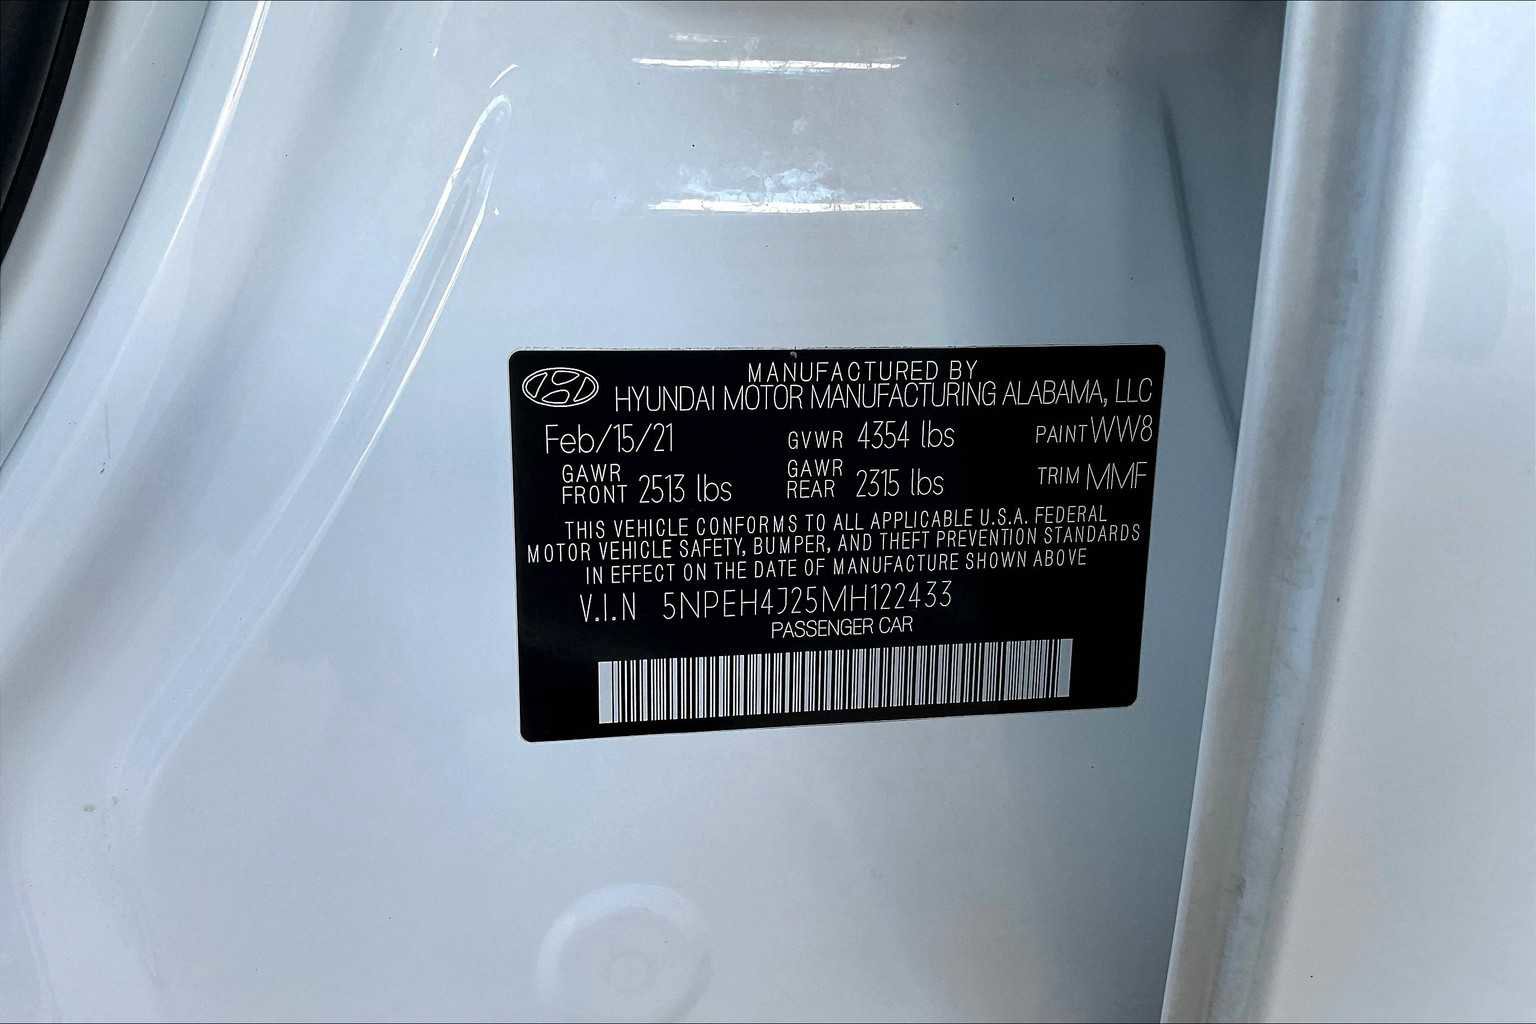 MANUFACTURED BY
HYUNDAI MOTOR MANUFACTURING ALABAMA, LLC
Feb/15/21 GVWR 4354 lbs PAINT WW8
GAWR FRONT 2513 lbs GAWR REAR 2315 lbs TRIM MMF
THIS VEHICLE CONFORMS TO ALL APPLICABLE U.S.A. FEDERAL
MOTOR VEHICLE SAFETY, BUMPER, AND THEFT PREVENTION STANDARDS
IN EFFECT ON THE DATE OF MANUFACTURE SHOWN ABOVE
V.I.N 5NPEH4J25MH122433
PASSENGER CAR